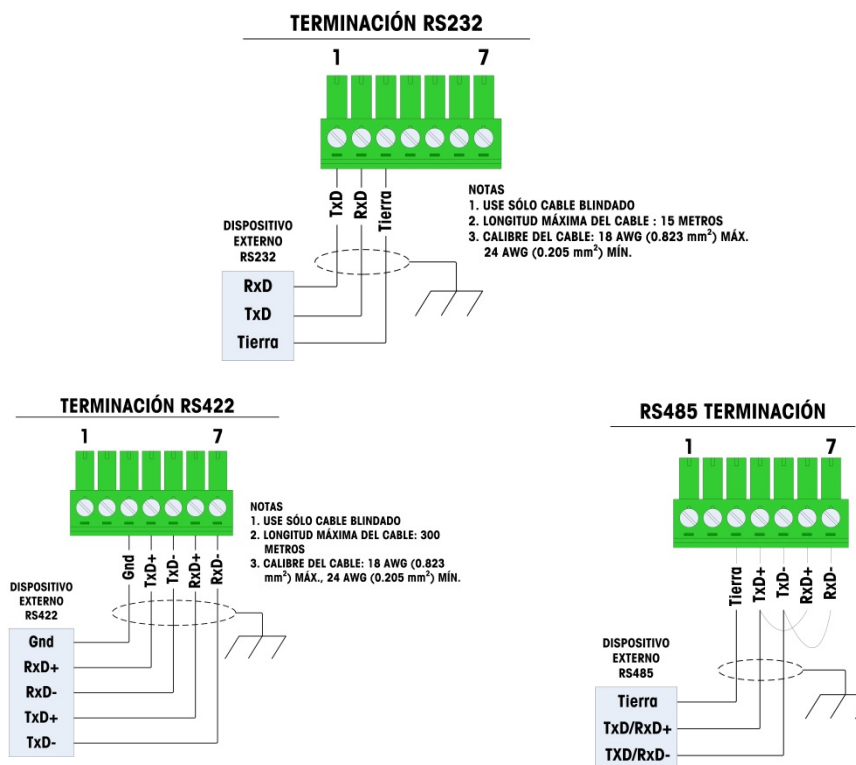 TERMINACIÓN RS232
1 7
TxD
RxD
Tierra
NOTAS
1. USE SÓLO CABLE BLINDADO
2. LONGITUD MÁXIMA DEL CABLE : 15 METROS
3. CALIBRE DEL CABLE: 18 AWG (0.823 mm²) MÁX.
24 AWG (0.205 mm²) MÍN.
DISPOSITIVO
EXTERNO
RS232
RxD
TxD
Tierra
TERMINACIÓN RS422
1 7
Gnd
TxD+
TxD-
RxD+
RxD-
NOTAS
1. USE SÓLO CABLE BLINDADO
2. LONGITUD MÁXIMA DEL CABLE: 300
METROS
3. CALIBRE DEL CABLE: 18 AWG (0.823
mm²) MÁX., 24 AWG (0.205 mm²) MÍN.
DISPOSITIVO
EXTERNO
RS422
Gnd
RxD+
RxD-
TxD+
TxD-
RS485 TERMINACIÓN
1 7
Tierra
TxD+
TxD-
RxD+
RxD-
DISPOSITIVO
EXTERNO
RS485
Tierra
TxD/RxD+
TXD/RxD-